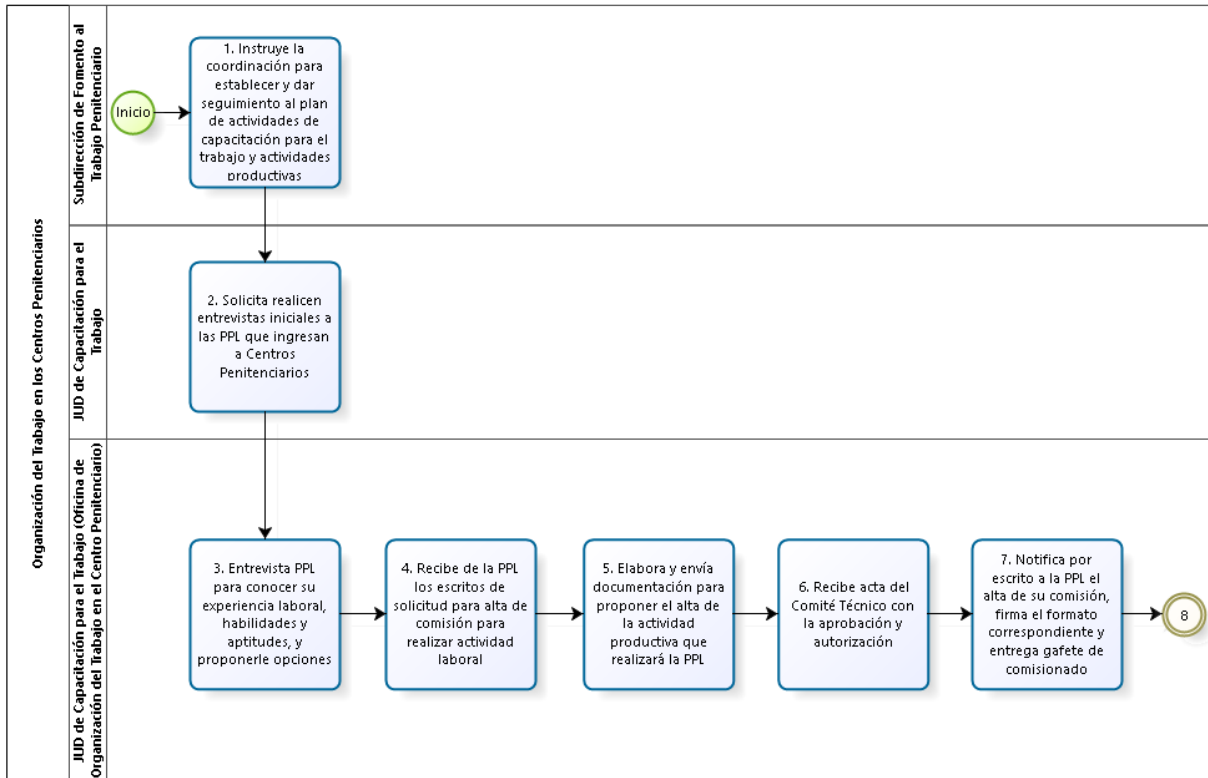 Organización del Trabajo en los Centros Penitenciarios
Subdirección de Fomento al
Trabajo Penitenciario
Inicio
1. Instruye la
coordinación para
establecer y dar
seguimiento al plan
de actividades de
capacitación para el
trabajo y actividades
productivas
JUD de Capacitación para el
Trabajo
2. Solicita realicen
entrevistas iniciales a
las PPL que ingresan
a Centros
Penitenciarios
JUD de Capacitación para el Trabajo (Oficina de
Organización del Trabajo en el Centro Penitenciario)
3. Entrevista PPL
para conocer su
experiencia laboral,
habilidades y
aptitudes, y
proponerle opciones
4. Recibe de la PPL
los escritos de
solicitud para alta de
comisión para
realizar actividad
laboral
5. Elabora y envía
documentación para
proponer el alta de
la actividad
productiva que
realizará la PPL
6. Recibe acta del
Comité Técnico con
la aprobación y
autorización
7. Notifica por
escrito a la PPL el
alta de su comisión,
firma el formato
correspondiente y
entrega gafete de
comisionado
8